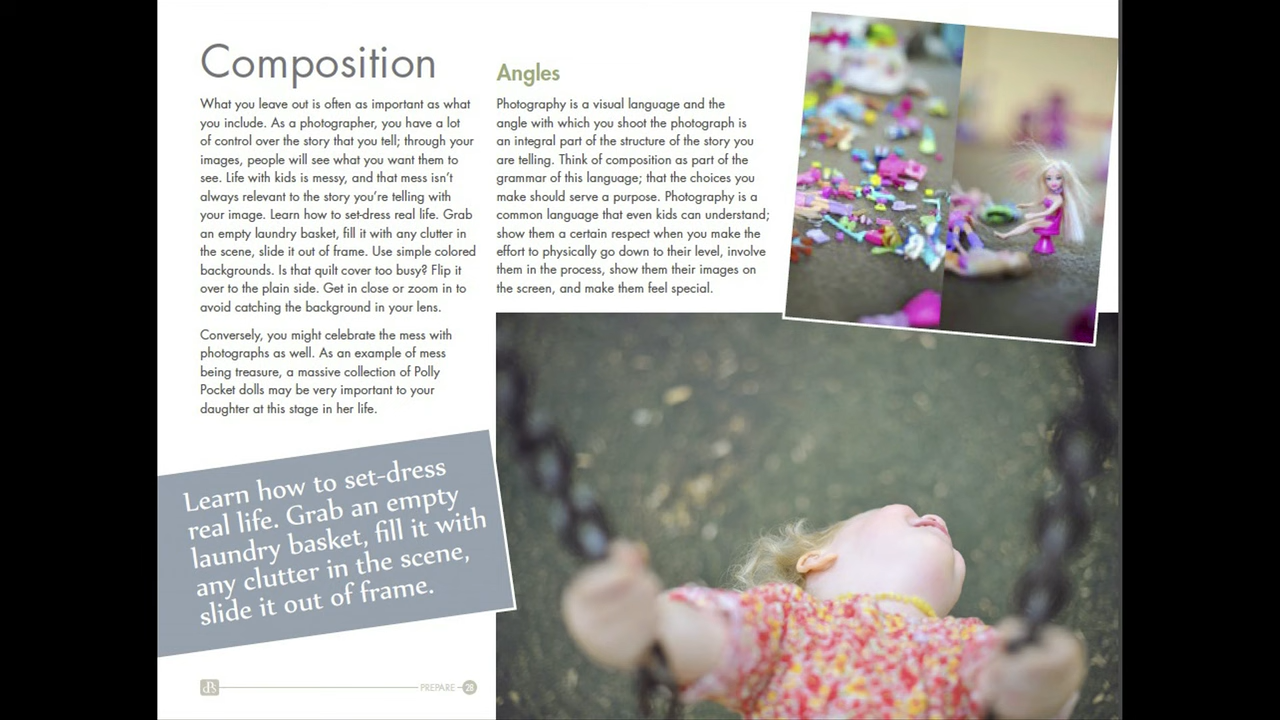 Composition
What you leave out is often as important as what
you include. As a photographer, you have a lot
of control over the story that you tell; through your
images, people will see what you want them to
see. Life with kids is messy, and that mess isn't
always relevant to the story you're telling with
your image. Learn how to set-dress real life. Grab
an empty laundry basket, fill it with any clutter in
the scene, slide it out of frame. Use simple colored
backgrounds. Is that quilt cover too busy? Flip it
over to the plain side. Get in close or zoom in to
avoid catching the background in your lens.
Conversely, you might celebrate the mess with
photographs as well. As an example of mess
being treasure, a massive collection of Polly
Pocket dolls may be very important to your
daughter at this stage in her life.
Learn how to set-dress
real life. Grab an empty
laundry basket, fill it with
any clutter in the scene,
slide it out of frame.
Angles
Photography is a visual language and the
angle with which you shoot the photograph is
an integral part of the structure of the story you
are telling. Think of composition as part of the
grammar of this language; that the choices you
make should serve a purpose. Photography is a
common language that even kids can understand;
show them a certain respect when you make the
effort to physically go down to their level, involve
them in the process, show them their images on
the screen, and make them feel special.
dPs
PREPARE 28